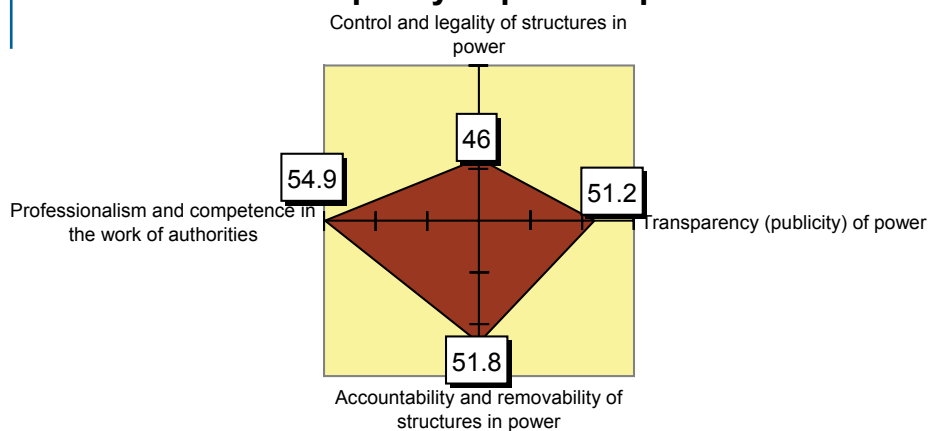 Control and legality of structures in
power
46
54.9
51.2
Professionalism and competence in
the work of authorities
Transparency (publicity) of power
51.8
Accountability and removability of
structures in power